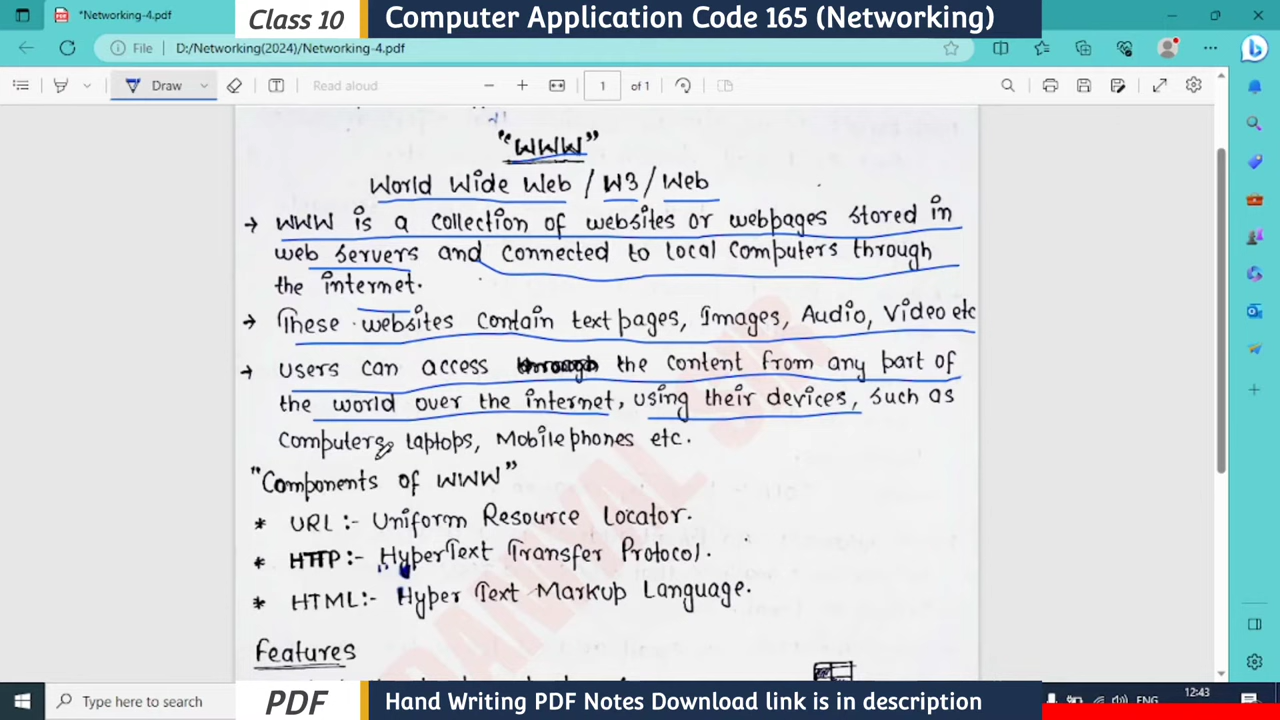 *Networking-4.pdf
Class 10
Computer Application Code 165 (Networking)
File
D:/Networking(2024)/Networking-4.pdf
Draw
Read aloud
1 of 1
"WWW"
World Wide Web / W3 / Web
→ WWW is a collection of websites or webpages stored in
web servers and connected to local computers through
the internet.
→ These websites contain text pages, Images, Audio, Video etc
→ Users can access the content from any part of
the world over the internet, using their devices, such as
Computers, laptops, Mobile phones etc.
"Components of WWW"
* URL :- Uniform Resource Locator.
* HTTP :- HyperText Transfer Protocol.
* HTML :- Hyper Text Markup Language.
Features
Type here to search
PDF
Hand Writing PDF Notes Download link is in description
ENG
12:43